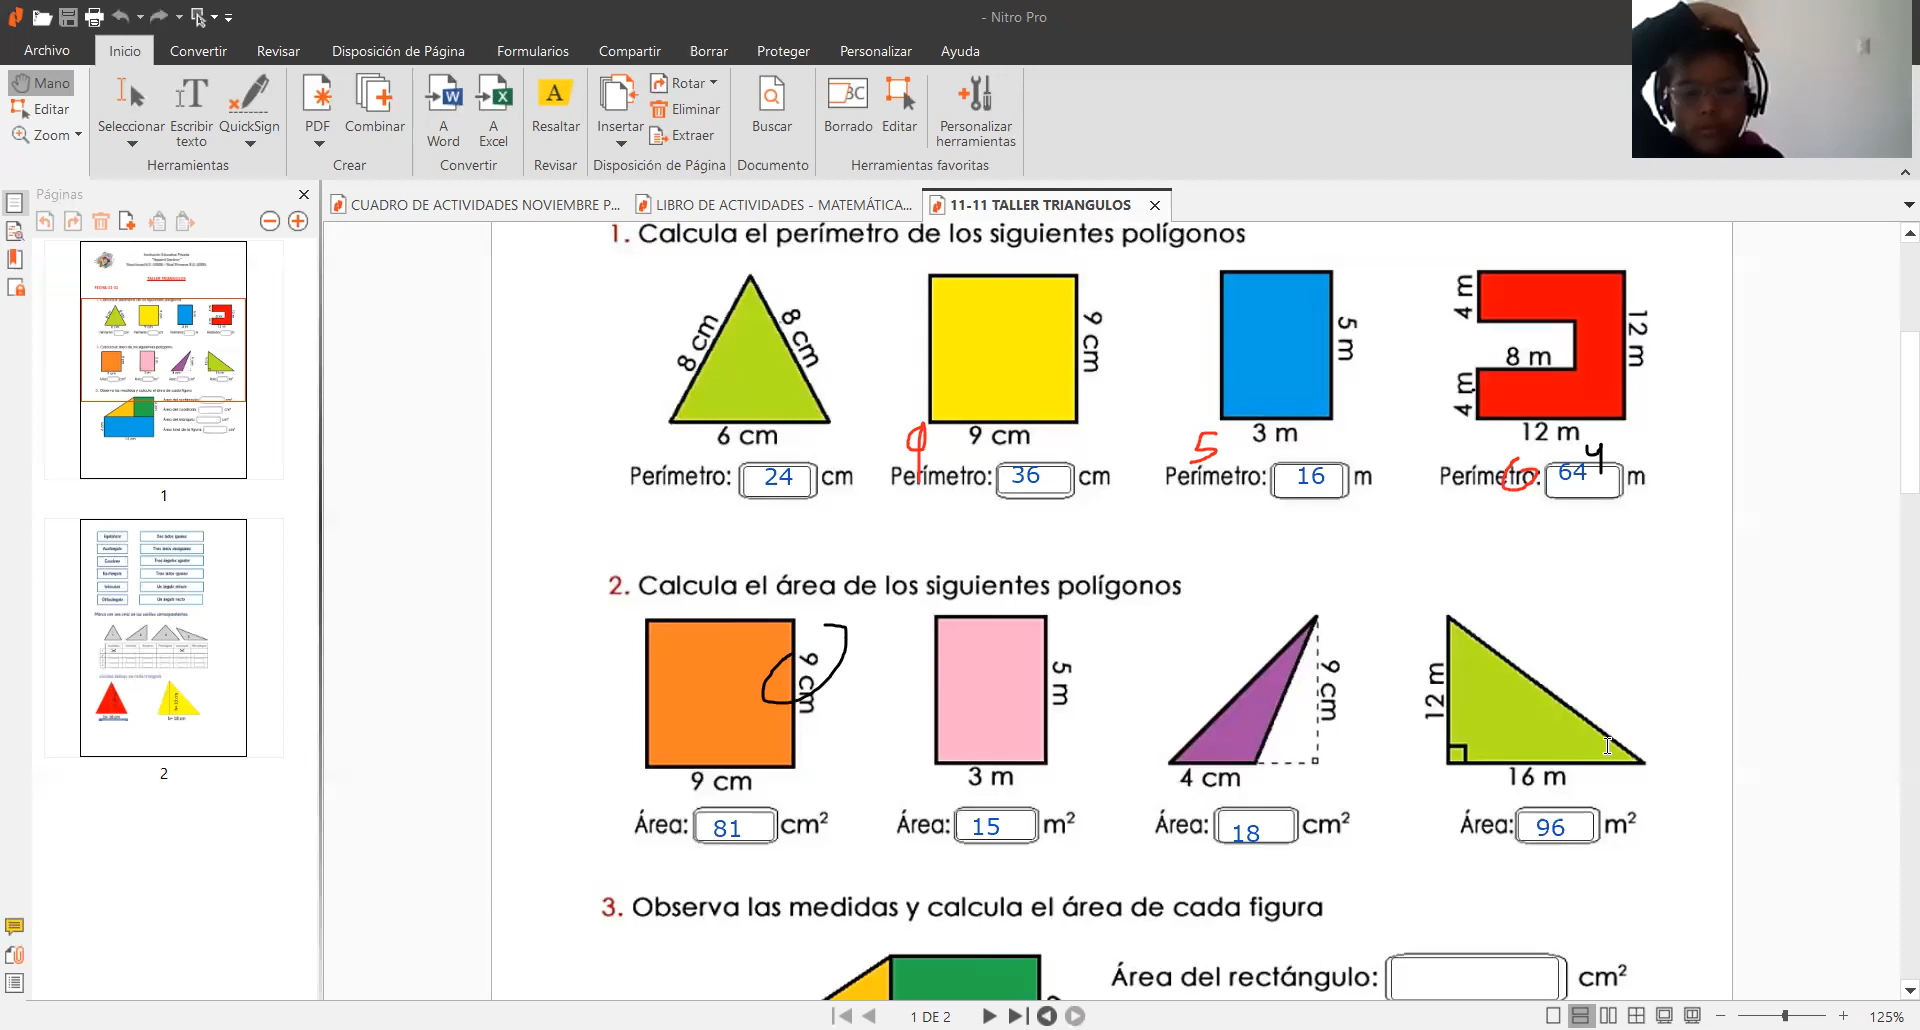 - Nitro Pro
Archivo Inicio Convertir Revisar Disposición de Página Formularios Compartir Borrar Proteger Personalizar Ayuda
Mano
Editar
Zoom
Seleccionar
Escribir texto
QuickSign
Herramientas
PDF
Combinar
Crear
A Word
A Excel
Convertir
Resaltar
Revisar
Insertar
Rotar
Eliminar
Extraer
Disposición de Página
Buscar
Documento
Borrado
Editar
Personalizar herramientas
Herramientas favoritas
Páginas
CUADRO DE ACTIVIDADES NOVIEMBRE P...
LIBRO DE ACTIVIDADES - MATEMÁTICA...
11-11 TALLER TRIANGULOS
TALLER TRIANGULOS
1
2
1. Calcula el perímetro de los siguientes polígonos
8 cm 8 cm
6 cm
Perímetro: 24 cm
9 cm
9 cm
9
Perímetro: 36 cm
5 m
3 m
5
Perímetro: 16 m
4 m
12 m
8 m
4 m
12 m
4
Perímetro: 64 m
6
2. Calcula el área de los siguientes polígonos
9 cm
9 cm
Área: 81 cm²
5 m
3 m
Área: 15 m²
9 cm
4 cm
Área: 18 cm²
12 m
16 m
Área: 96 m²
3. Observa las medidas y calcula el área de cada figura
Área del rectángulo: cm²
1 DE 2
125%